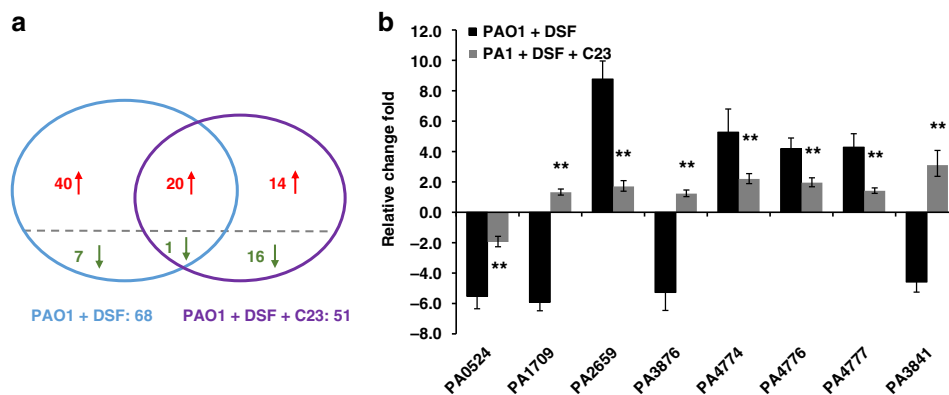 a
40
20
14
7
1
16
PAO1 + DSF: 68
PAO1 + DSF + C23: 51
b
PAO1 + DSF
PA1 + DSF + C23
Relative change fold
12.0
10.0
8.0
6.0
4.0
2.0
0.0
−2.0
−4.0
−6.0
−8.0
**
**
**
**
**
**
**
**
PA0524
PA1709
PA2659
PA3876
PA4774
PA4776
PA4777
PA3841